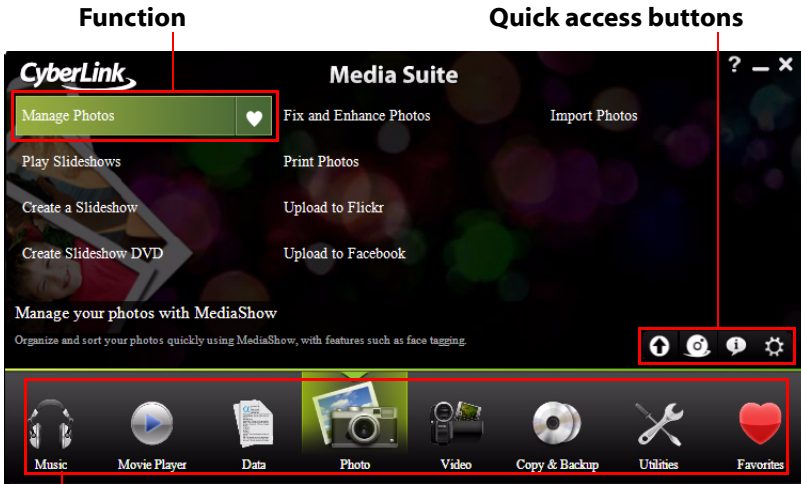 Function
Quick access buttons
CyberLink
Media Suite
? _ ×
Manage Photos
Fix and Enhance Photos
Import Photos
Play Slideshows
Print Photos
Create a Slideshow
Upload to Flickr
Create Slideshow DVD
Upload to Facebook
Manage your photos with MediaShow
Organize and sort your photos quickly using MediaShow, with features such as face tagging.
Music
Movie Player
Data
Photo
Video
Copy & Backup
Utilities
Favorites